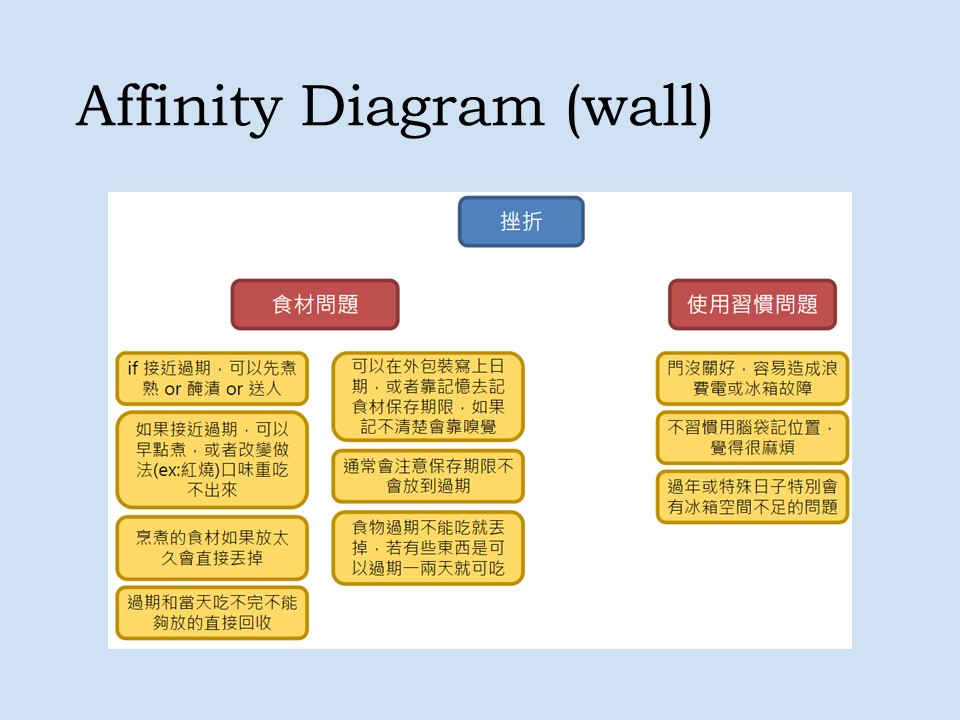 Affinity Diagram (wall)
挫折
食材問題
使用習慣問題
if 接近過期，可以先煮
熟 or 醃漬 or 送人
如果接近過期，可以
早點煮，或者改變做
法(ex:紅燒)口味重吃
不出來
烹煮的食材如果放太
久會直接丟掉
過期和當天吃不完不能
夠放的直接回收
可以在外包裝寫上日
期，或者靠記憶去記
食材保存期限，如果
記不清楚會靠嗅覺
通常會注意保存期限不
會放到過期
食物過期不能吃就丟
掉，若有些東西是可
以過期一兩天就可吃
門沒關好，容易造成浪
費電或冰箱故障
不習慣用腦袋記位置，
覺得很麻煩
過年或特殊日子特別會
有冰箱空間不足的問題